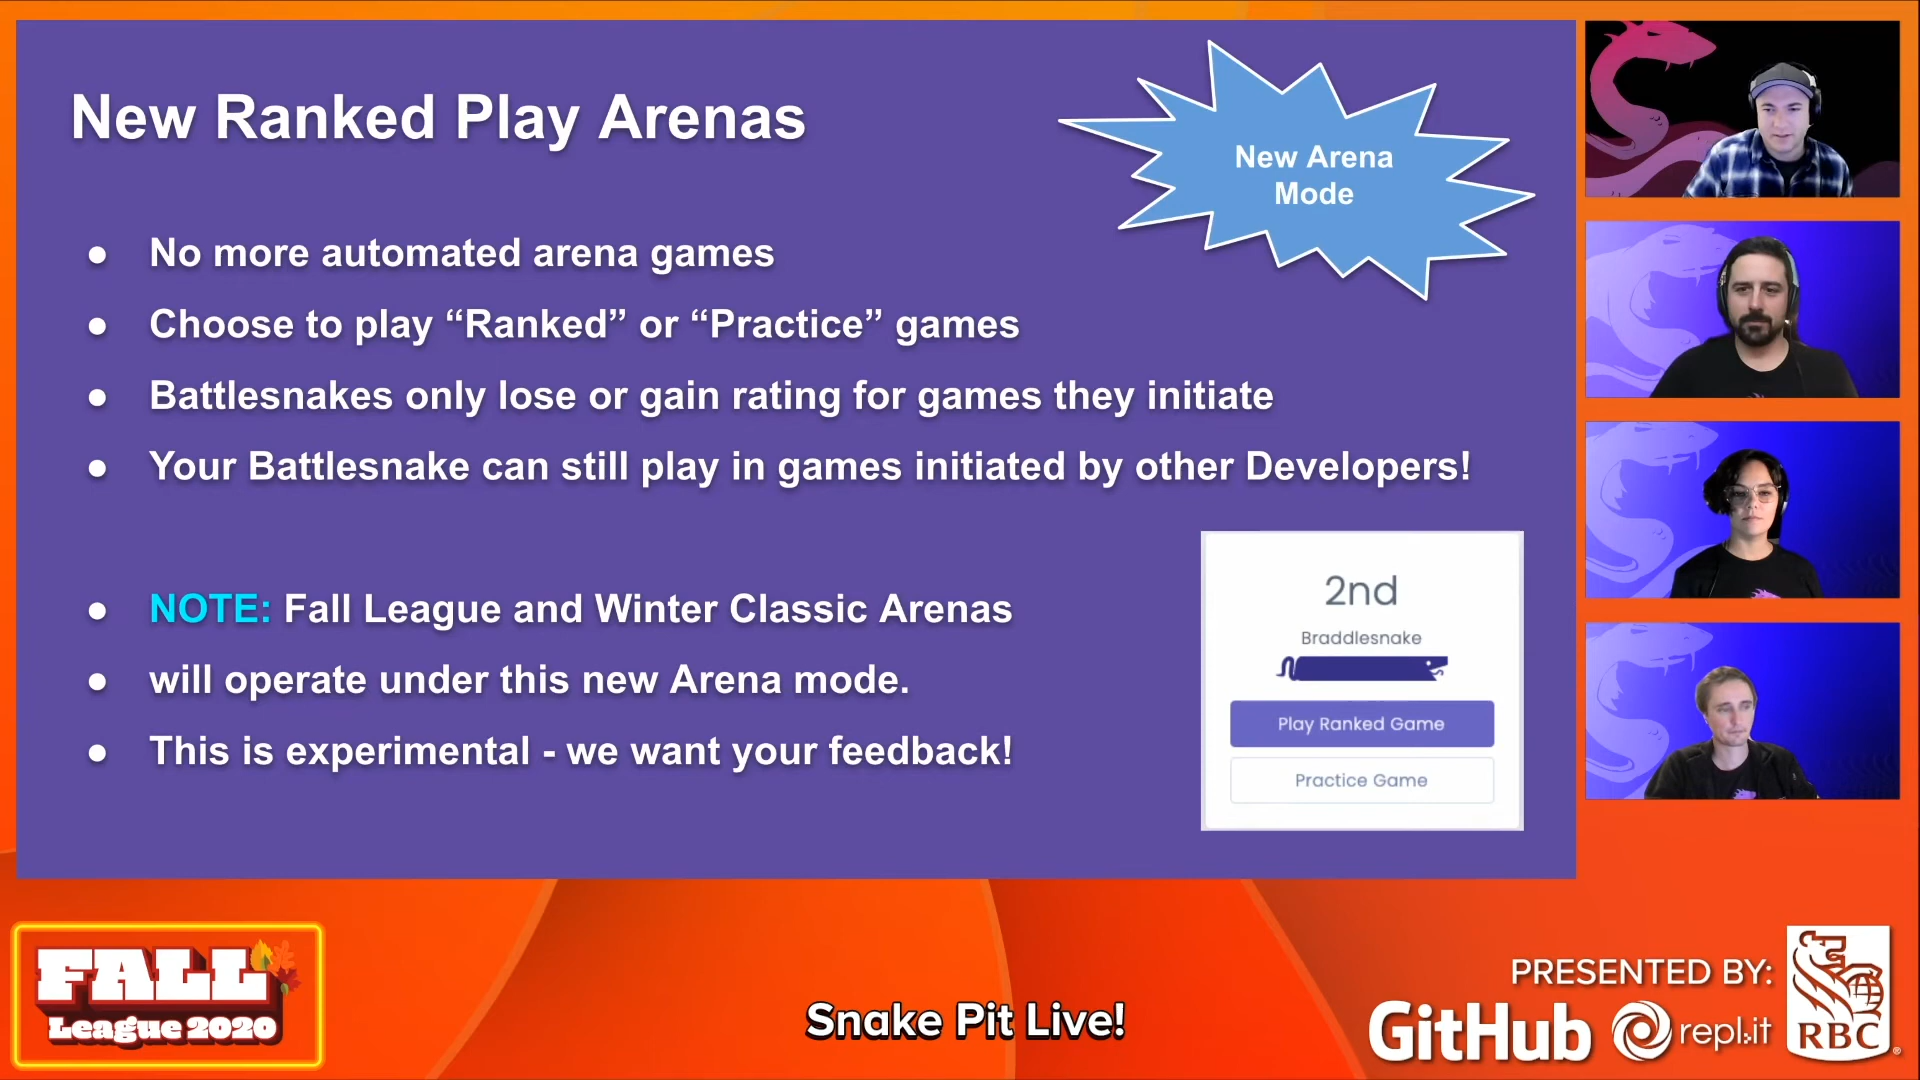 New Ranked Play Arenas
New Arena
Mode
● No more automated arena games
● Choose to play “Ranked” or “Practice” games
● Battlesnakes only lose or gain rating for games they initiate
● Your Battlesnake can still play in games initiated by other Developers!
● NOTE: Fall League and Winter Classic Arenas
● will operate under this new Arena mode.
● This is experimental - we want your feedback!
2nd
Braddlesnake
Play Ranked Game
Practice Game
FALL
League 2020
Snake Pit Live!
PRESENTED BY:
GitHub
repl.it
RBC
®